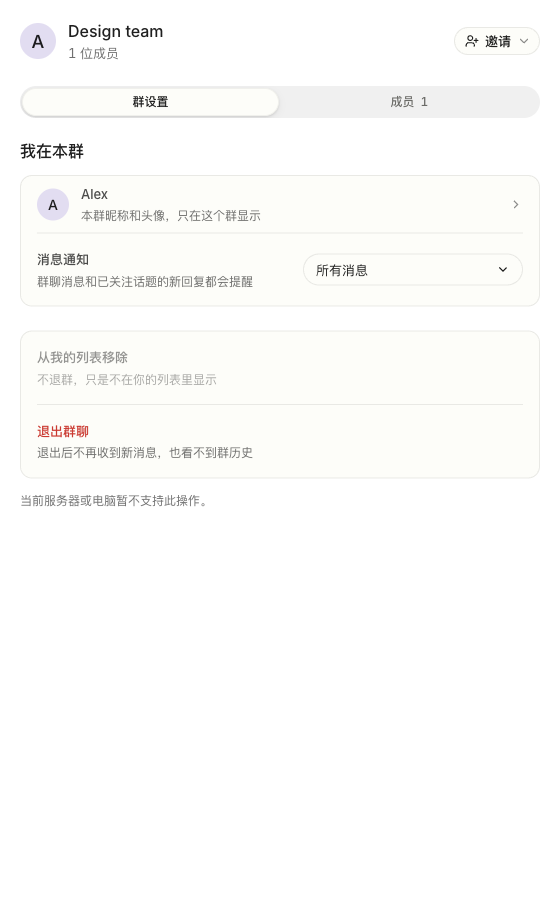 A
Design team
1 位成员
邀请
群设置
成员 1
我在本群
A
Alex
本群昵称和头像，只在这个群显示
消息通知
群聊消息和已关注话题的新回复都会提醒
所有消息
从我的列表移除
不退群，只是不在你的列表里显示
退出群聊
退出后不再收到新消息，也看不到群历史
当前服务器或电脑暂不支持此操作。